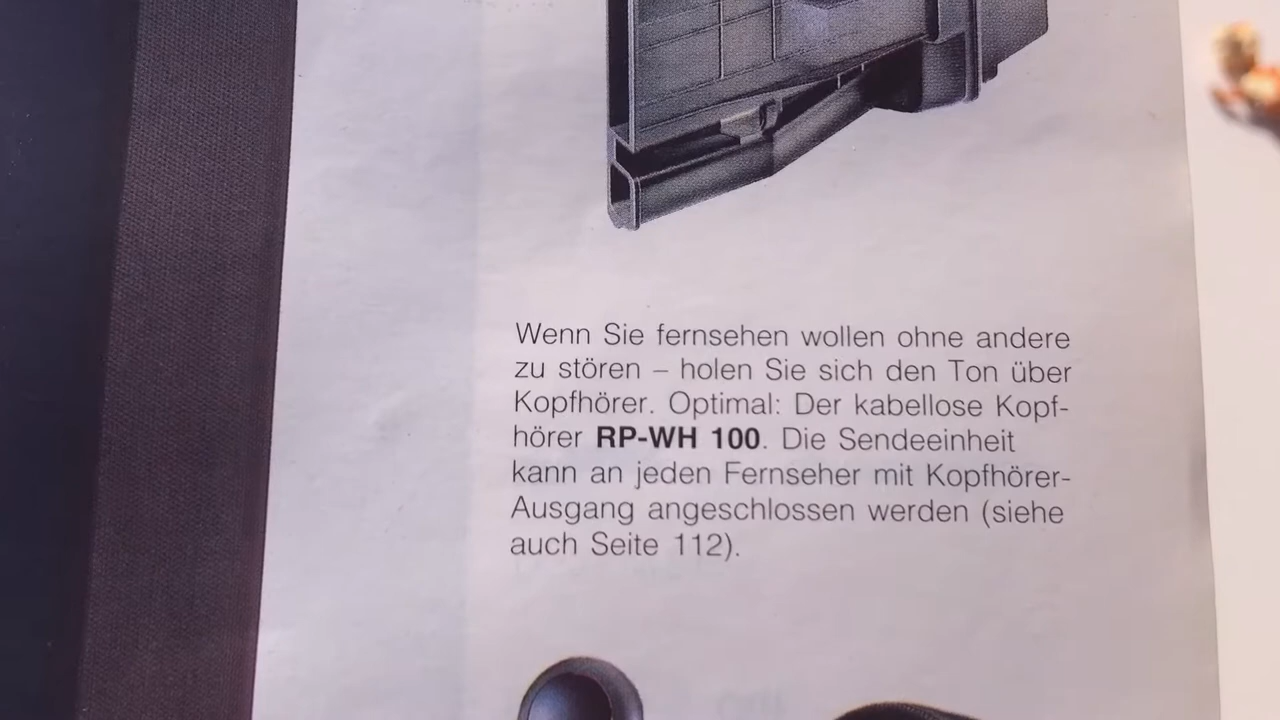 Wenn Sie fernsehen wollen ohne andere
zu stören – holen Sie sich den Ton über
Kopfhörer. Optimal: Der kabellose Kopf-
hörer RP-WH 100. Die Sendeeinheit
kann an jeden Fernseher mit Kopfhörer-
Ausgang angeschlossen werden (siehe
auch Seite 112).